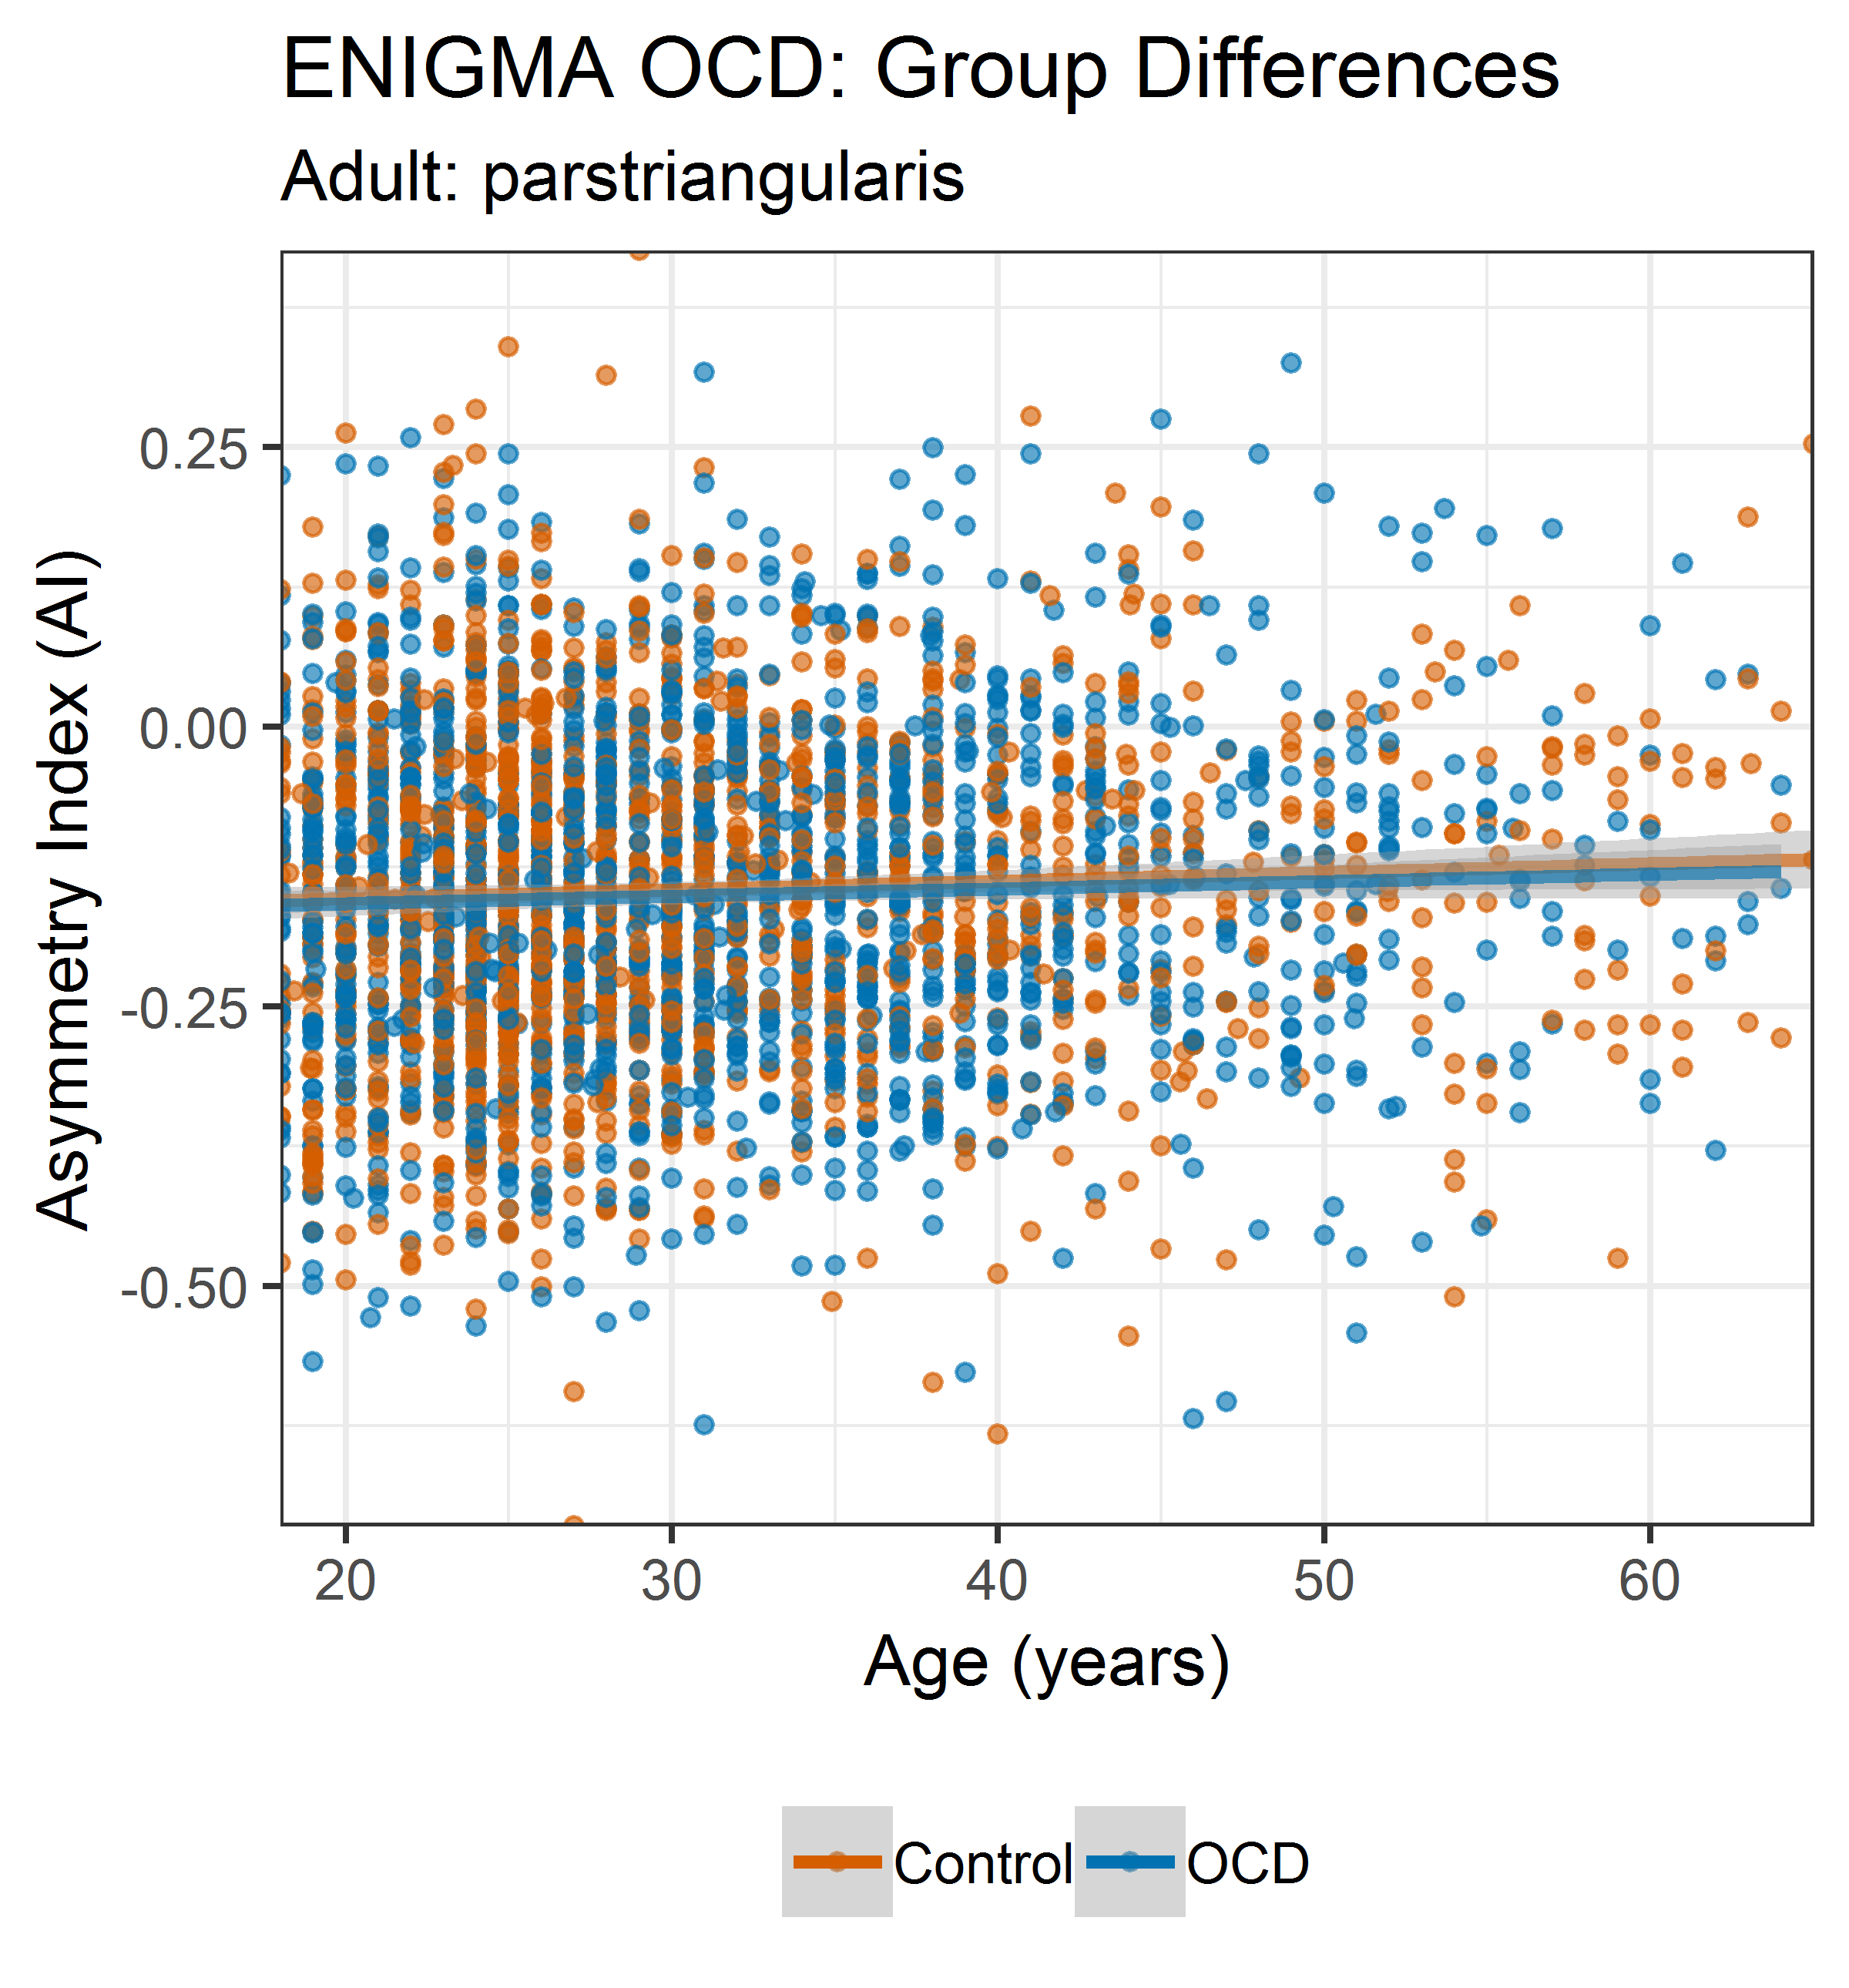 ENIGMA OCD: Group Differences
Adult: parstriangularis
Asymmetry Index (AI)
0.25
0.00
-0.25
-0.50
20 30 40 50 60
Age (years)
Control OCD